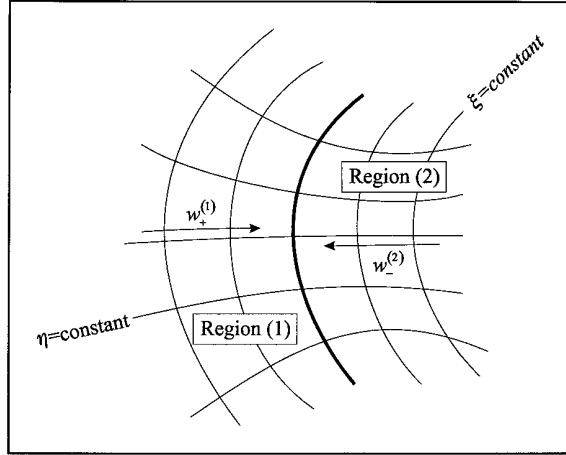 ξ=constant
Region (2)
w₊⁽¹⁾
w₋⁽²⁾
η=constant
Region (1)